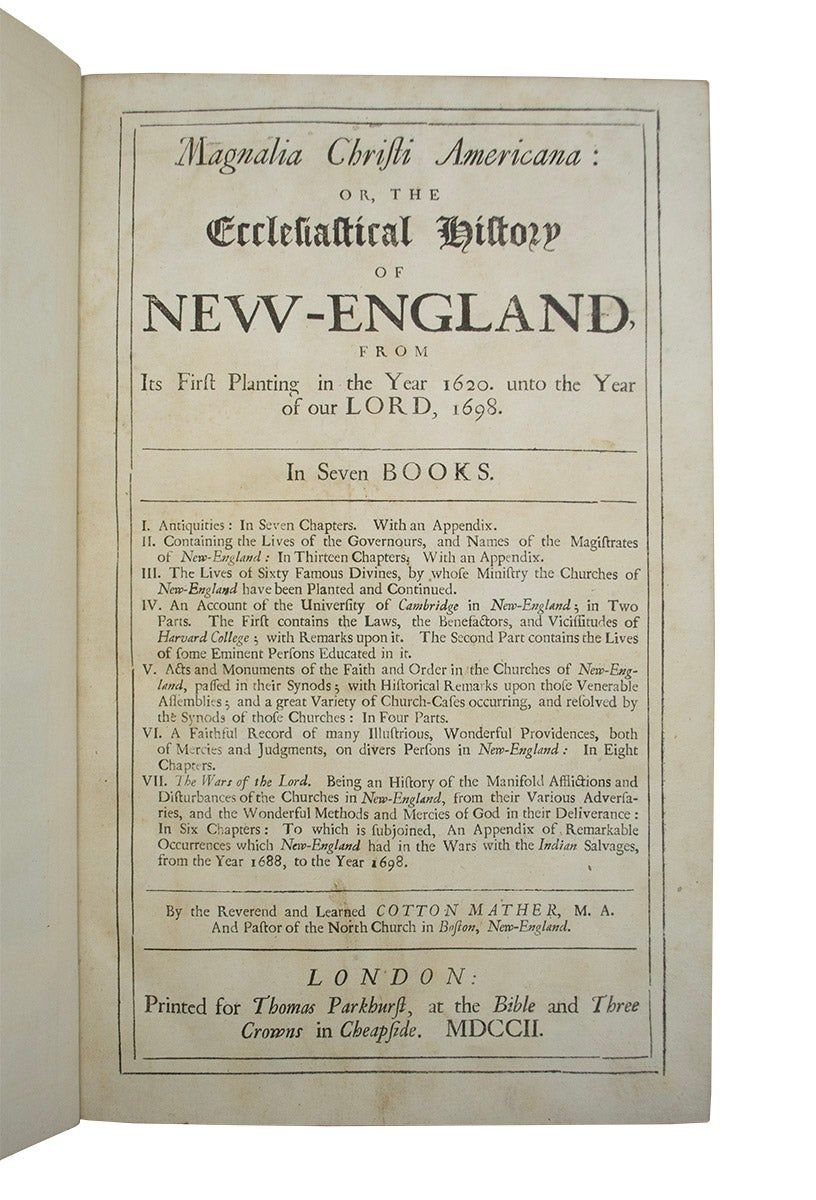 Magnalia Chriſti Americana :
OR, THE
Eccleſiaſtical Hiſtory
OF
NEVV-ENGLAND,
FROM
Its Firſt Planting in the Year 1620. unto the Year
of our LORD, 1698.
In Seven BOOKS.
I. Antiquities : In Seven Chapters. With an Appendix.
II. Containing the Lives of the Governours, and Names of the Magiſtrates
of New-England : In Thirteen Chapters; With an Appendix.
III. The Lives of Sixty Famous Divines, by whoſe Miniſtry the Churches of
New-England have been Planted and Continued.
IV. An Account of the Univerſity of Cambridge in New-England ; in Two
Parts. The Firſt contains the Laws, the Benefactors, and Viciſſitudes of
Harvard College ; with Remarks upon it. The Second Part contains the Lives
of ſome Eminent Perſons Educated in it.
V. Acts and Monuments of the Faith and Order in the Churches of New-Eng-
land, paſſed in their Synods ; with Hiſtorical Remarks upon thoſe Venerable
Aſſemblies ; and a great Variety of Church-Caſes occurring, and reſolved by
the Synods of thoſe Churches : In Four Parts.
VI. A Faithful Record of many Illuſtrious, Wonderful Providences, both
of Mercies and Judgments, on divers Perſons in New-England : In Eight
Chapters.
VII. The Wars of the Lord. Being an Hiſtory of the Manifold Afflictions and
Diſturbances of the Churches in New-England, from their Various Adverſa-
ries, and the Wonderful Methods and Mercies of God in their Deliverance :
In Six Chapters : To which is ſubjoined, An Appendix of Remarkable
Occurrences which New-England had in the Wars with the Indian Salvages,
from the Year 1688, to the Year 1698.
By the Reverend and Learned COTTON MATHER, M. A.
And Paſtor of the North Church in Boſton, New-England.
LONDON:
Printed for Thomas Parkhurſt, at the Bible and Three
Crowns in Cheapſide. MDCCII.